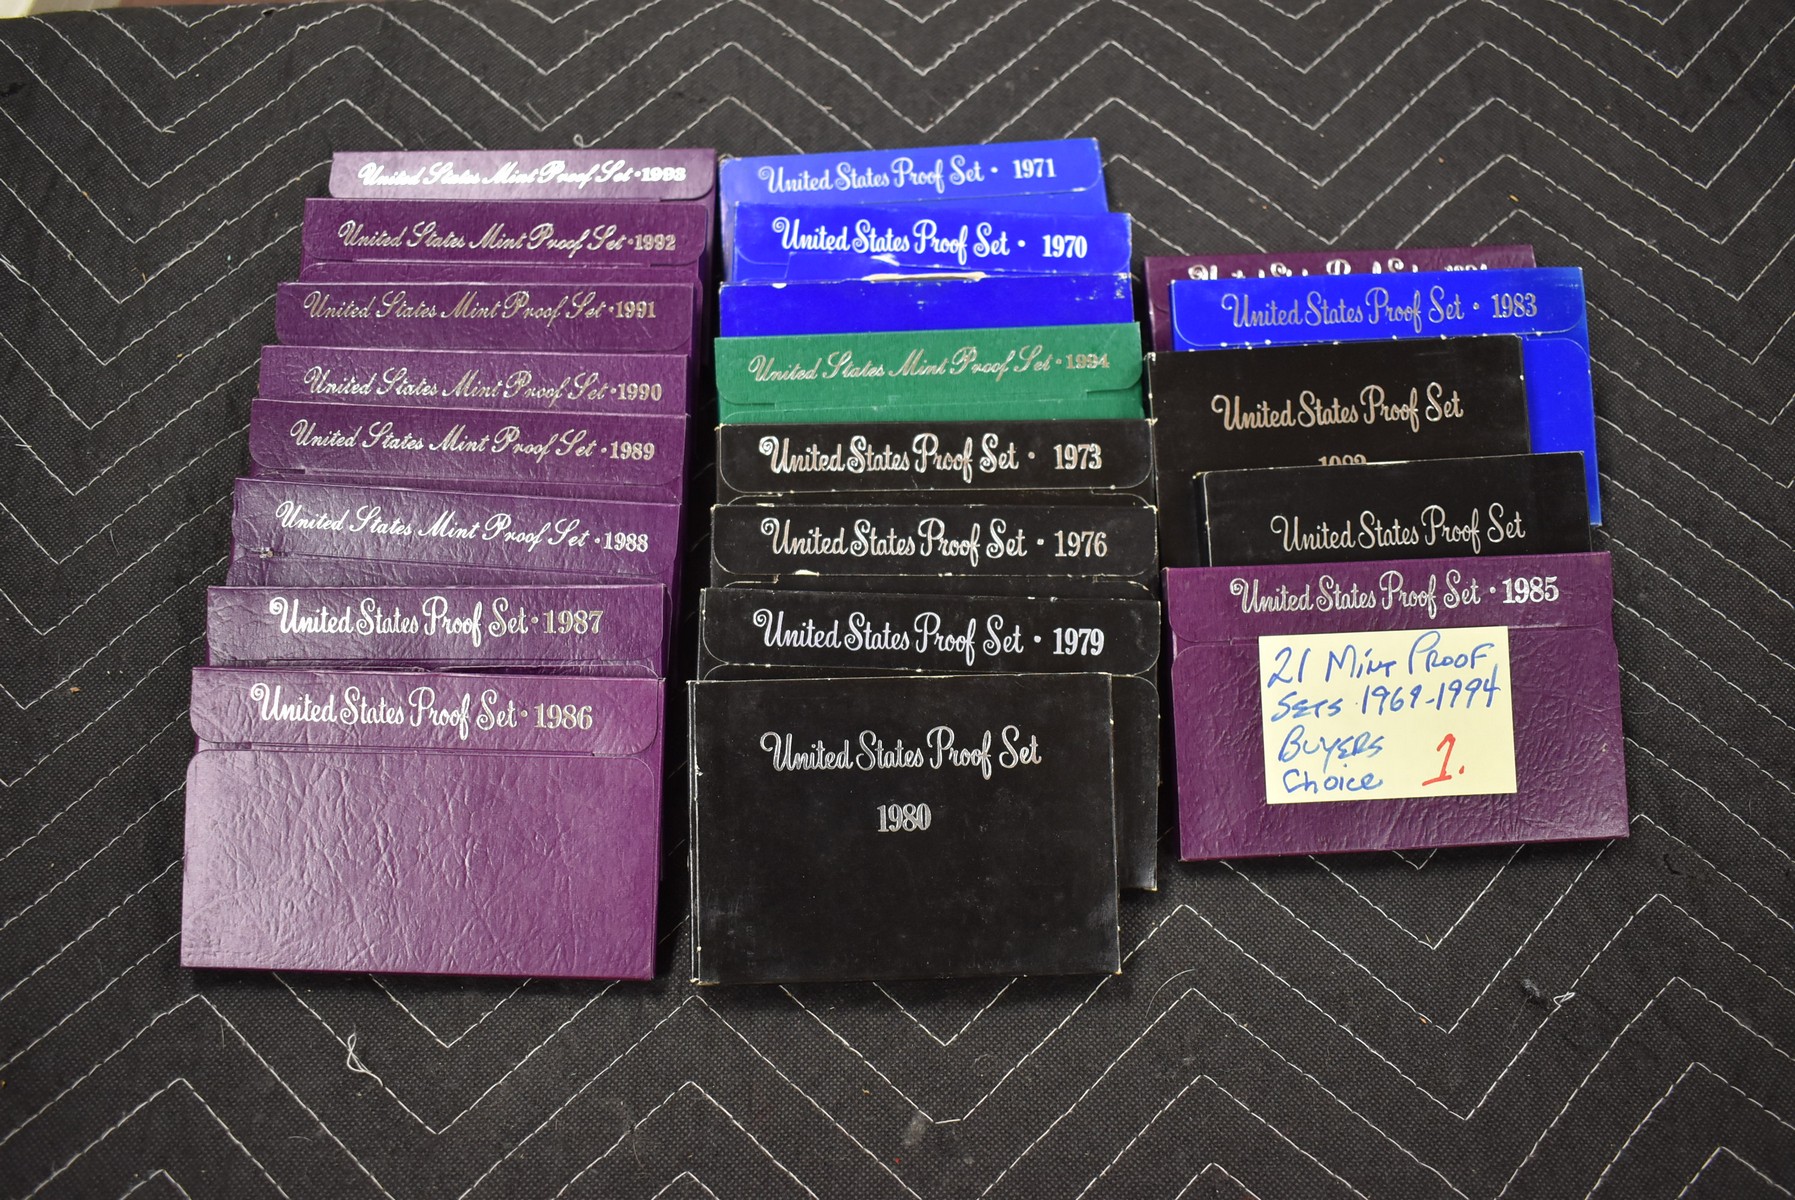 United States Mint Proof Set · 1993
United States Mint Proof Set · 1992
United States Mint Proof Set · 1991
United States Mint Proof Set · 1990
United States Mint Proof Set · 1989
United States Mint Proof Set · 1988
United States Proof Set · 1987
United States Proof Set · 1986
United States Proof Set · 1971
United States Proof Set · 1970
United States Mint Proof Set · 1994
United States Proof Set · 1973
United States Proof Set · 1976
United States Proof Set · 1979
United States Proof Set
1980
United States Proof Set
United States Proof Set · 1983
United States Proof Set
United States Proof Set
United States Proof Set · 1985
21 Mint Proof
Sets 1969-1994
Buyers
Choice 1.